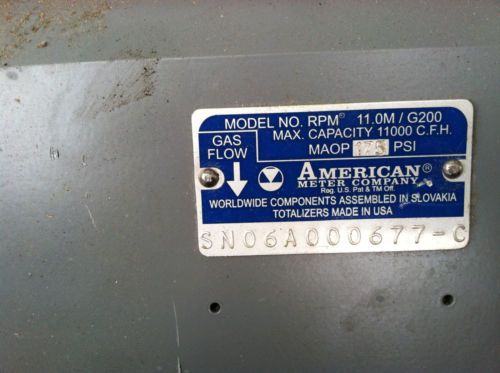 MODEL NO. RPM® 11.0M / G200
MAX. CAPACITY 11000 C.F.H.
GAS
FLOW
MAOP 175 PSI
AMERICAN®
METER COMPANY
Reg. U.S. Pat & TM Off.
WORLDWIDE COMPONENTS ASSEMBLED IN SLOVAKIA
TOTALIZERS MADE IN USA
SN06A000677-C